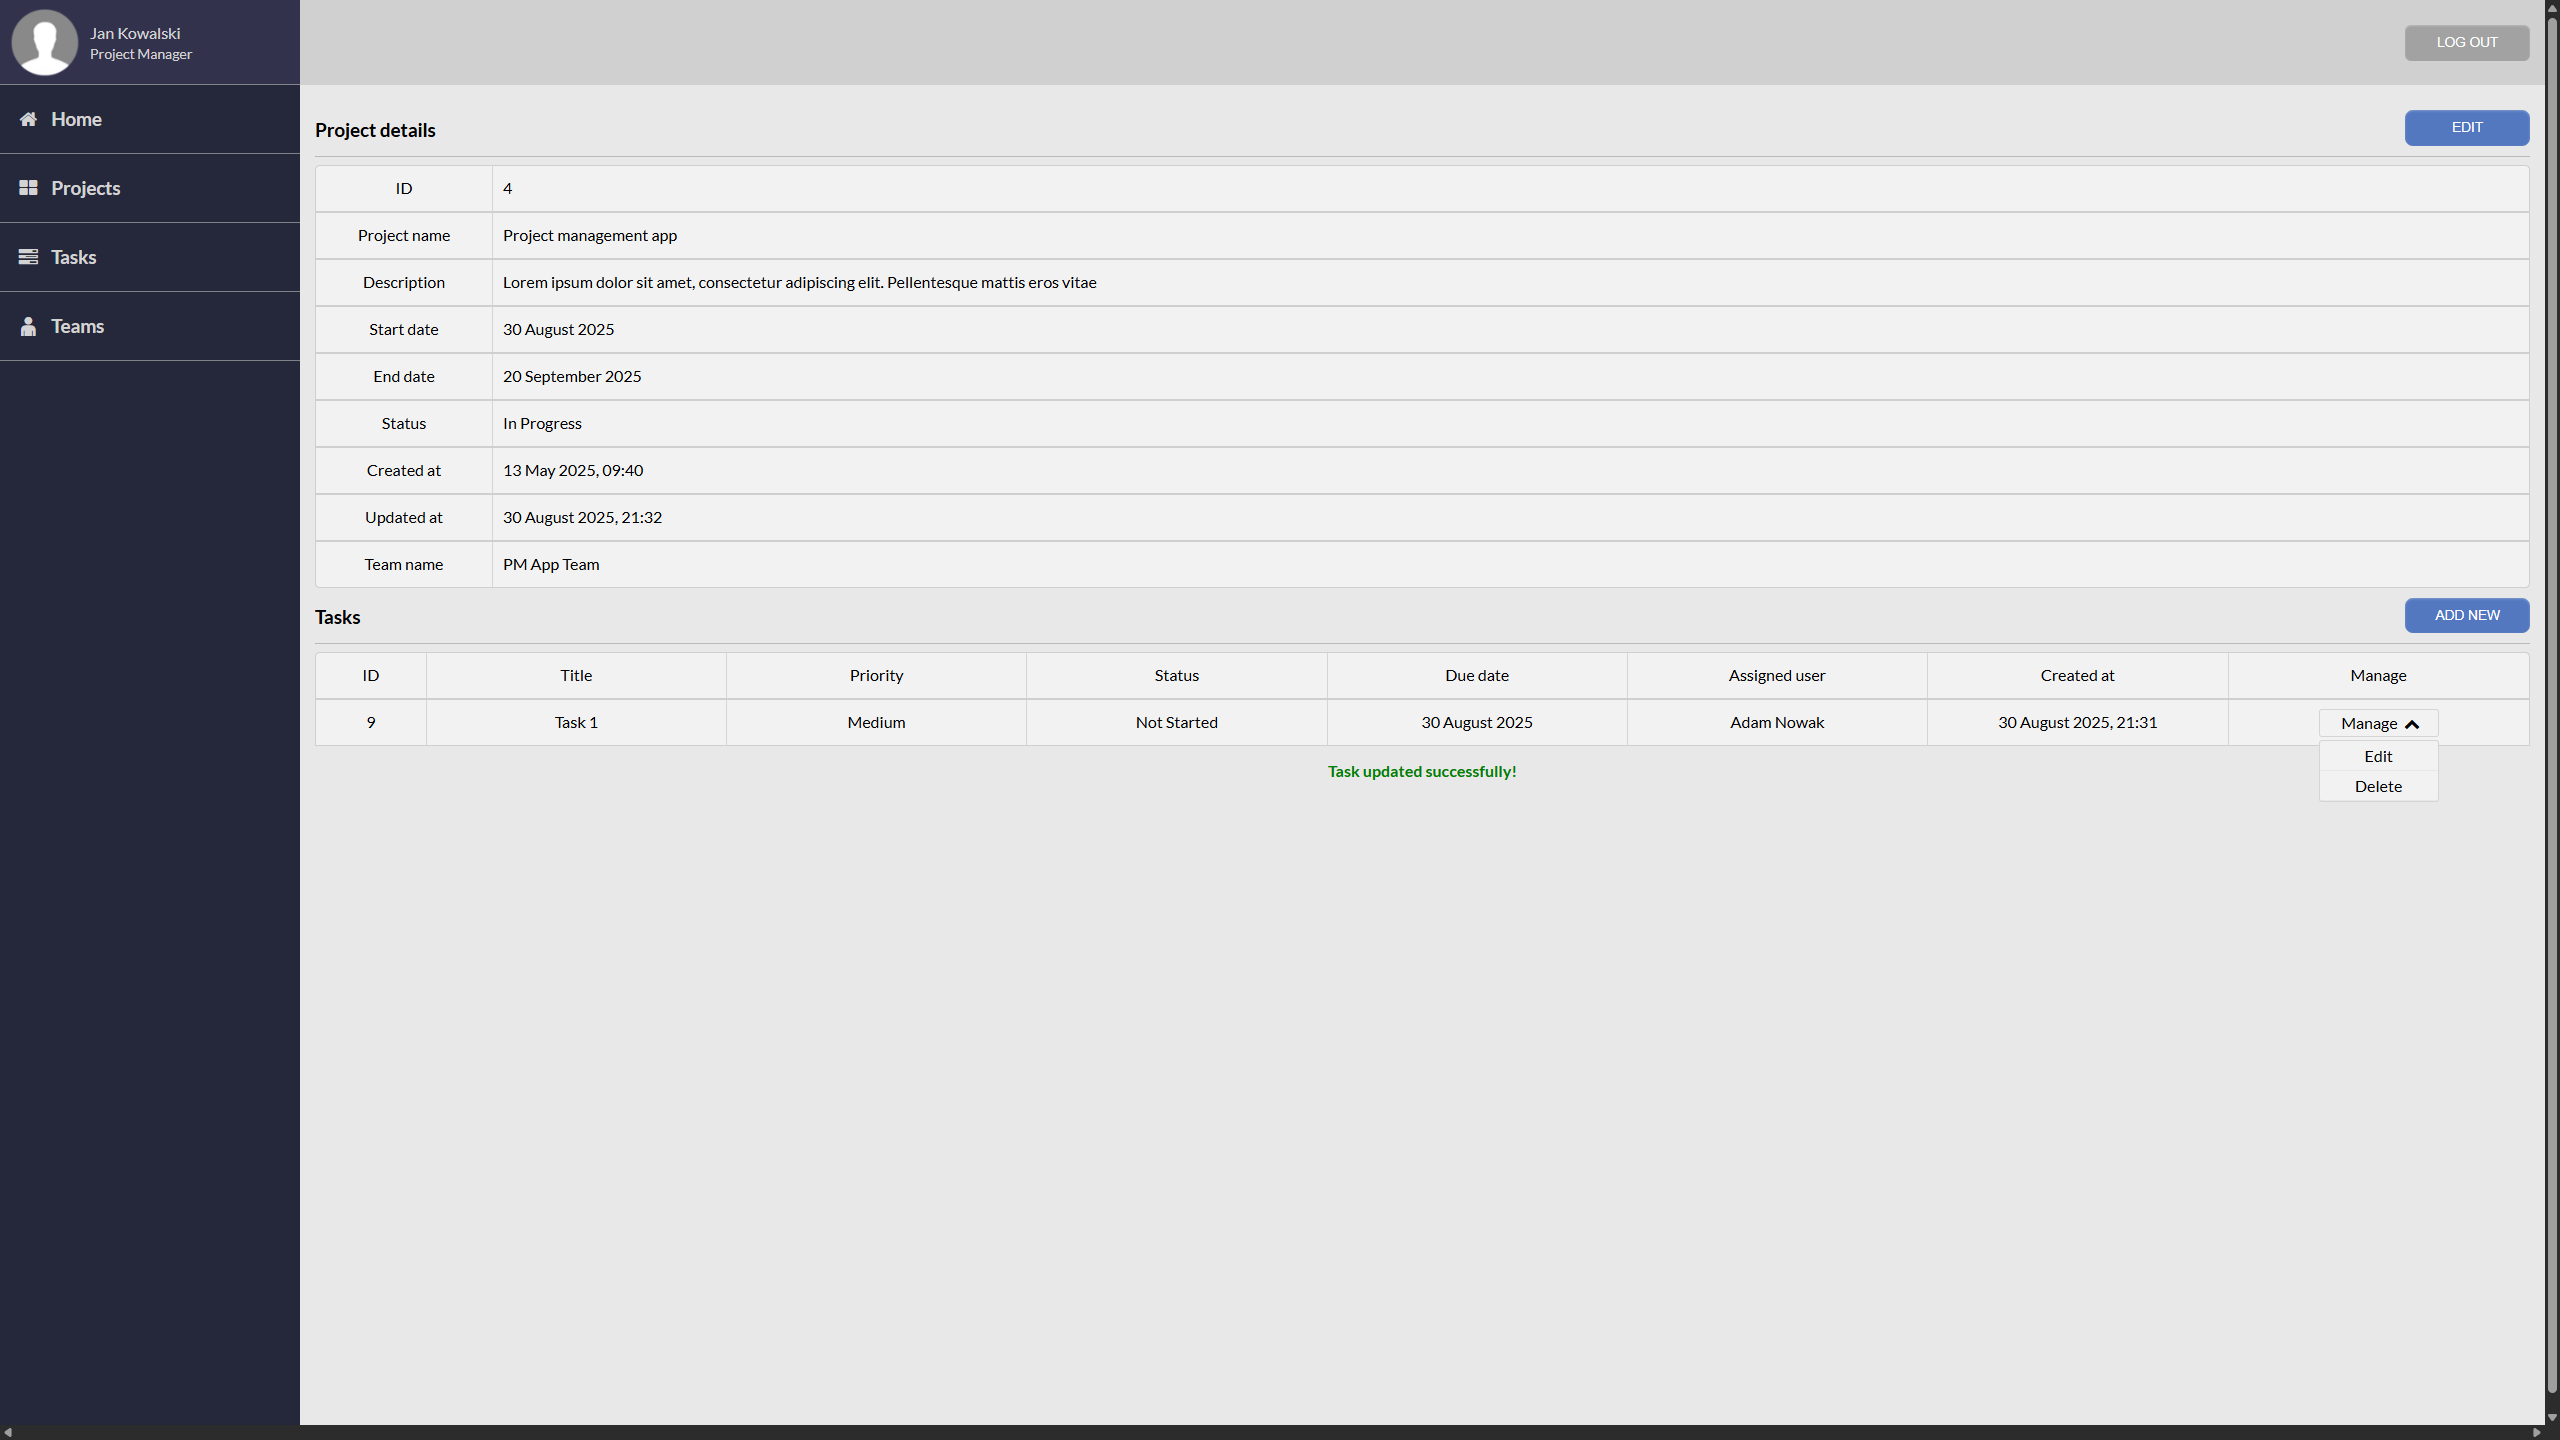 Jan Kowalski
Project Manager
LOG OUT
Home
Projects
Tasks
Teams
Project details
EDIT
ID 4
Project name Project management app
Description Lorem ipsum dolor sit amet, consectetur adipiscing elit. Pellentesque mattis eros vitae
Start date 30 August 2025
End date 20 September 2025
Status In Progress
Created at 13 May 2025, 09:40
Updated at 30 August 2025, 21:32
Team name PM App Team
Tasks
ADD NEW
ID Title Priority Status Due date Assigned user Created at Manage
9 Task 1 Medium Not Started 30 August 2025 Adam Nowak 30 August 2025, 21:31 Manage
Edit
Delete
Task updated successfully!